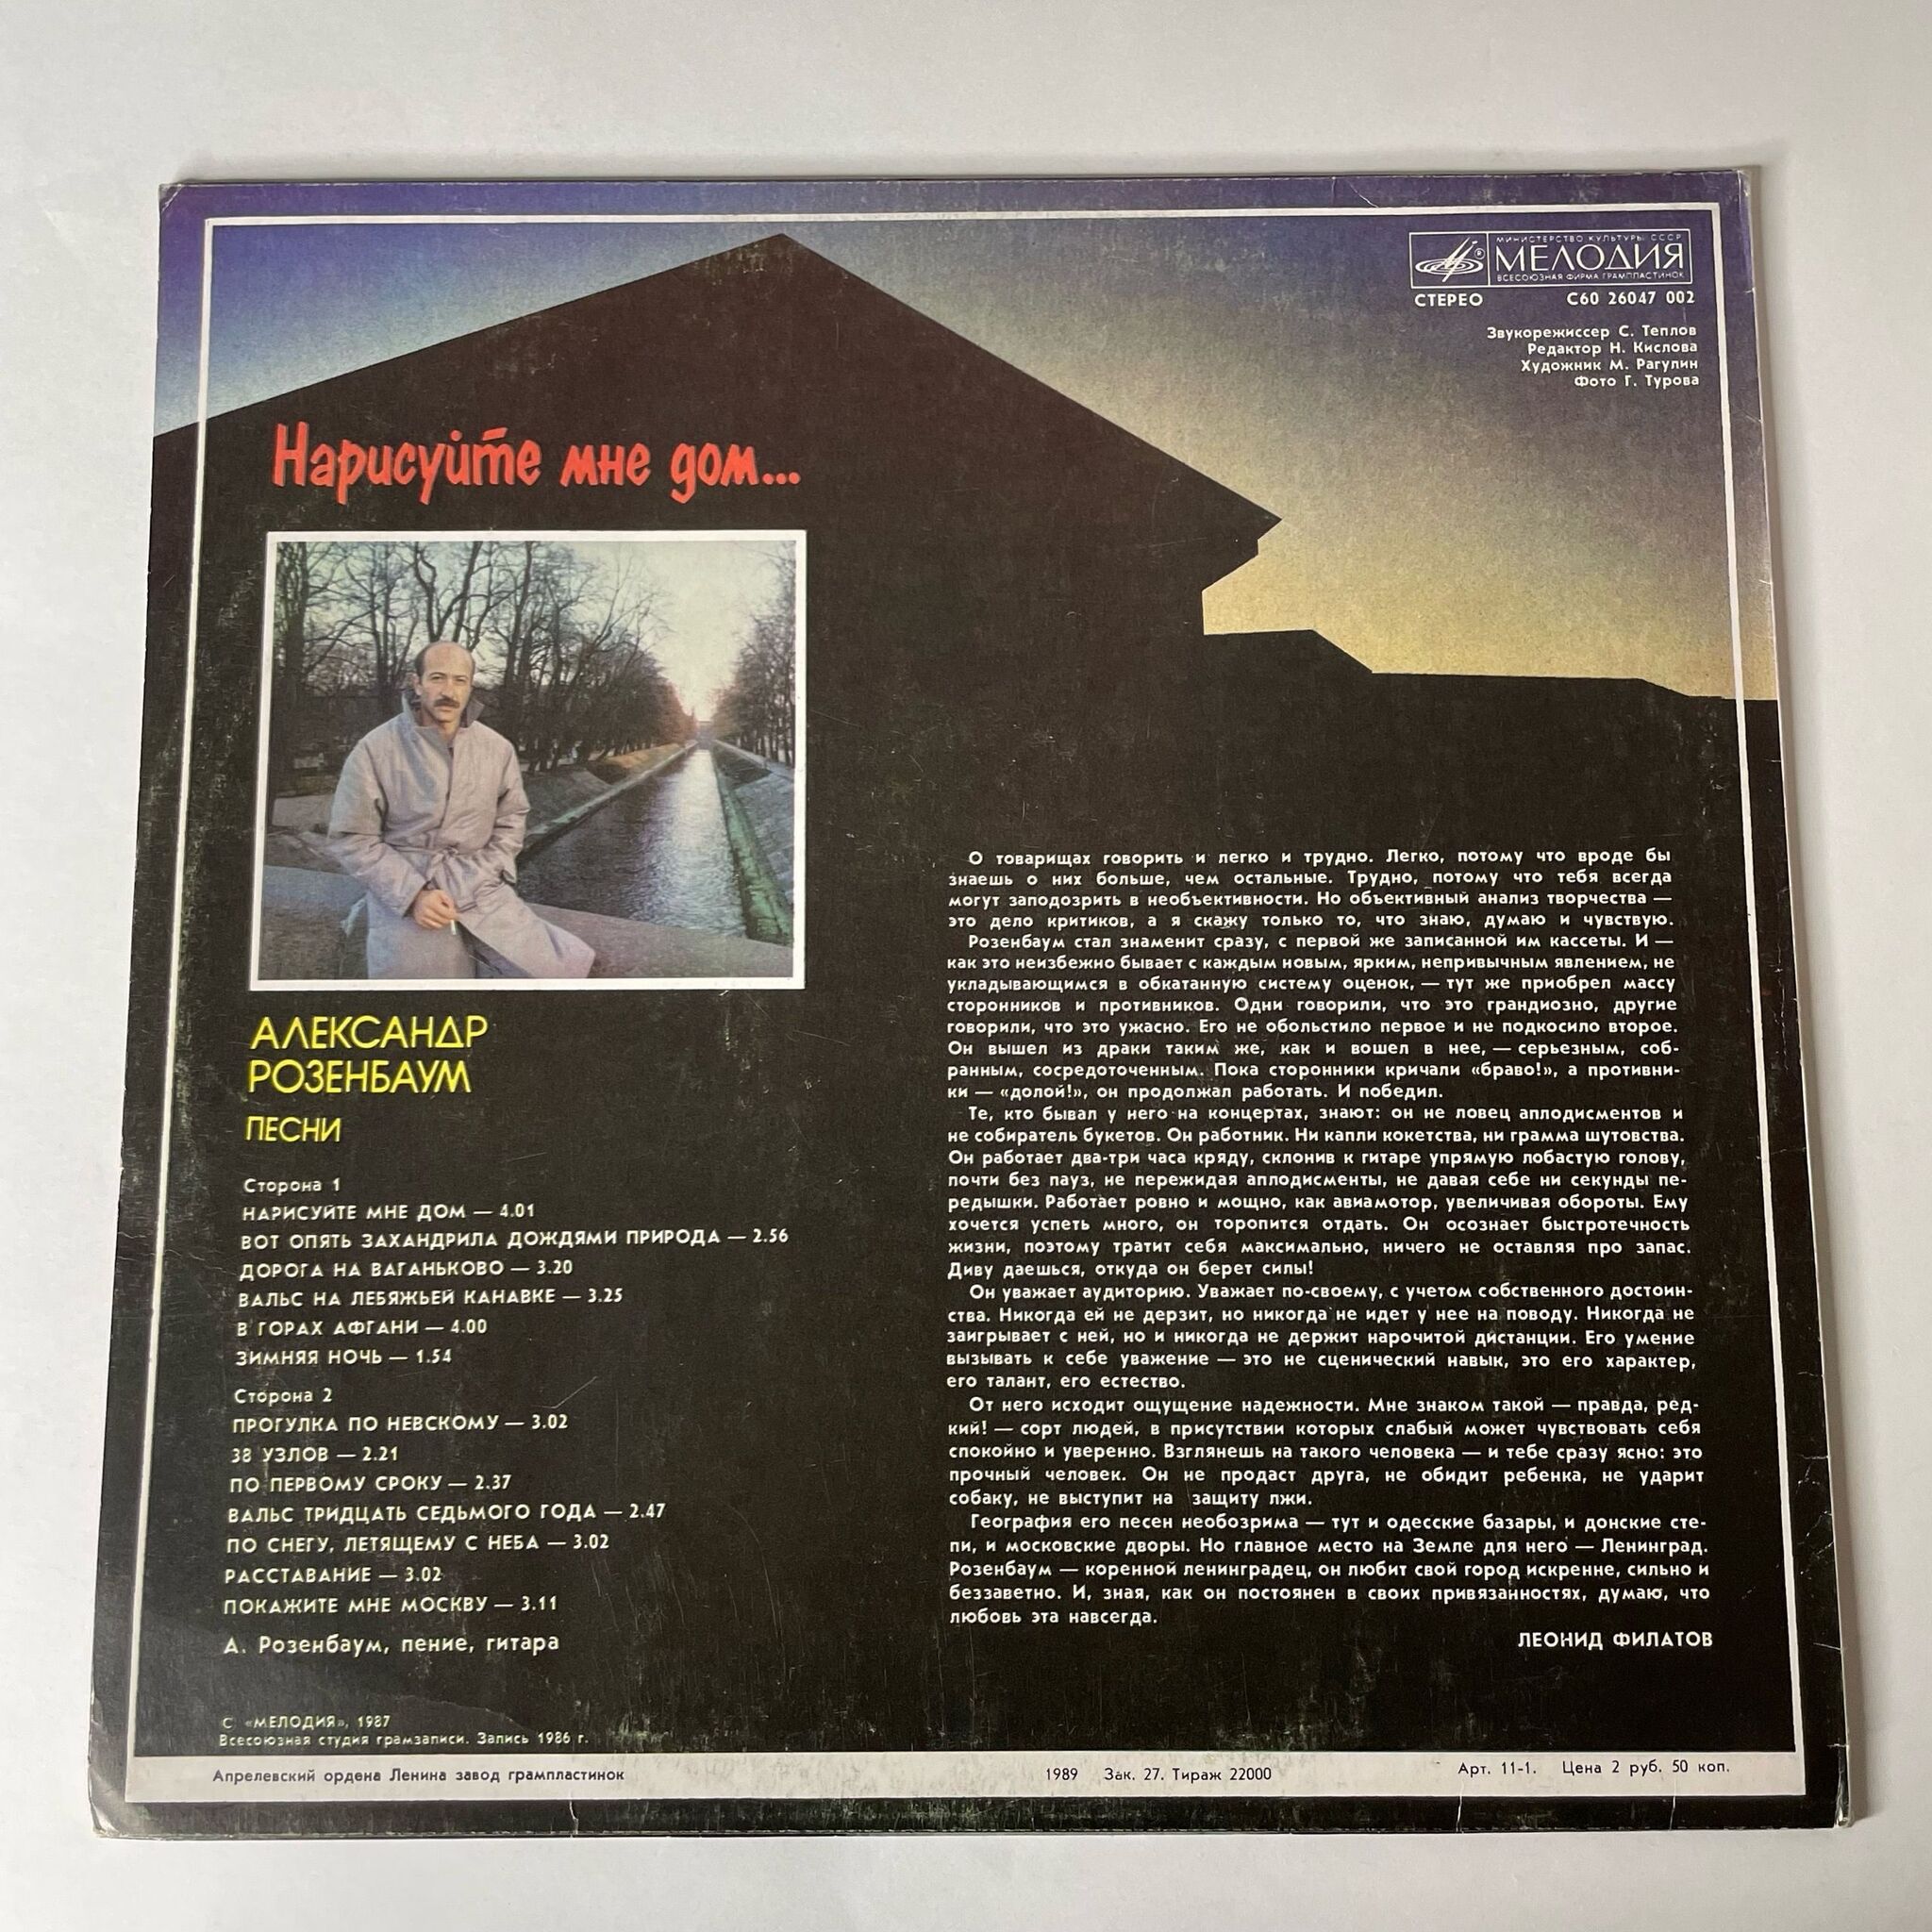 МИНИСТЕРСТВО КУЛЬТУРЫ СССР
МЕЛОДИЯ
ВСЕСОЮЗНАЯ ФИРМА ГРАМПЛАСТИНОК
СТЕРЕО С60 26047 002
Звукорежиссер С. Теплов
Редактор Н. Кислова
Художник М. Рагулин
Фото Г. Турова
Нарисуйте мне дом...
АЛЕКСАНДР
РОЗЕНБАУМ
ПЕСНИ
Сторона 1
НАРИСУЙТЕ МНЕ ДОМ — 4.01
ВОТ ОПЯТЬ ЗАХАНДРИЛА ДОЖДЯМИ ПРИРОДА — 2.56
ДОРОГА НА ВАГАНЬКОВО — 3.20
ВАЛЬС НА ЛЕБЯЖЬЕЙ КАНАВКЕ — 3.25
В ГОРАХ АФГАНИ — 4.00
ЗИМНЯЯ НОЧЬ — 1.54
Сторона 2
ПРОГУЛКА ПО НЕВСКОМУ — 3.02
38 УЗЛОВ — 2.21
ПО ПЕРВОМУ СРОКУ — 2.37
ВАЛЬС ТРИДЦАТЬ СЕДЬМОГО ГОДА — 2.47
ПО СНЕГУ, ЛЕТЯЩЕМУ С НЕБА — 3.02
РАССТАВАНИЕ — 3.02
ПОКАЖИТЕ МНЕ МОСКВУ — 3.11
А. Розенбаум, пение, гитара
С «МЕЛОДИЯ», 1987
Всесоюзная студия грамзаписи. Запись 1986 г.
О товарищах говорить и легко и трудно. Легко, потому что вроде бы
знаешь о них больше, чем остальные. Трудно, потому что тебя всегда
могут заподозрить в необъективности. Но объективный анализ творчества —
это дело критиков, а я скажу только то, что знаю, думаю и чувствую.
Розенбаум стал знаменит сразу, с первой же записанной им кассеты. И —
как это неизбежно бывает с каждым новым, ярким, непривычным явлением, не
укладывающимся в обкатанную систему оценок, — тут же приобрел массу
сторонников и противников. Одни говорили, что это грандиозно, другие
говорили, что это ужасно. Его не обольстило первое и не подкосило второе.
Он вышел из драки таким же, как и вошел в нее, — серьезным, соб-
ранным, сосредоточенным. Пока сторонники кричали «браво!», а противни-
ки — «долой!», он продолжал работать. И победил.
Те, кто бывал у него на концертах, знают: он не ловец аплодисментов и
не собиратель букетов. Он работник. Ни капли кокетства, ни грамма шутовства.
Он работает два-три часа кряду, склонив к гитаре упрямую лобастую голову,
почти без пауз, не пережидая аплодисменты, не давая себе ни секунды пе-
редышки. Работает ровно и мощно, как авиамотор, увеличивая обороты. Ему
хочется успеть много, он торопится отдать. Он осознает быстротечность
жизни, поэтому тратит себя максимально, ничего не оставляя про запас.
Диву даешься, откуда он берет силы!
Он уважает аудиторию. Уважает по-своему, с учетом собственного достоин-
ства. Никогда ей не дерзит, но никогда не идет у нее на поводу. Никогда не
заигрывает с ней, но и никогда не держит нарочитой дистанции. Его умение
вызывать к себе уважение — это не сценический навык, это его характер,
его талант, его естество.
От него исходит ощущение надежности. Мне знаком такой — правда, ред-
кий! — сорт людей, в присутствии которых слабый может чувствовать себя
спокойно и уверенно. Взглянешь на такого человека — и тебе сразу ясно: это
прочный человек. Он не продаст друга, не обидит ребенка, не ударит
собаку, не выступит на защиту лжи.
География его песен необозрима — тут и одесские базары, и донские сте-
пи, и московские дворы. Но главное место на Земле для него — Ленинград.
Розенбаум — коренной ленинградец, он любит свой город искренне, сильно и
беззаветно. И, зная, как он постоянен в своих привязанностях, думаю, что
любовь эта навсегда.
ЛЕОНИД ФИЛАТОВ
Апрелевский ордена Ленина завод грампластинок 1989 Зак. 27. Тираж 22000 Арт. 11-1. Цена 2 руб. 50 коп.